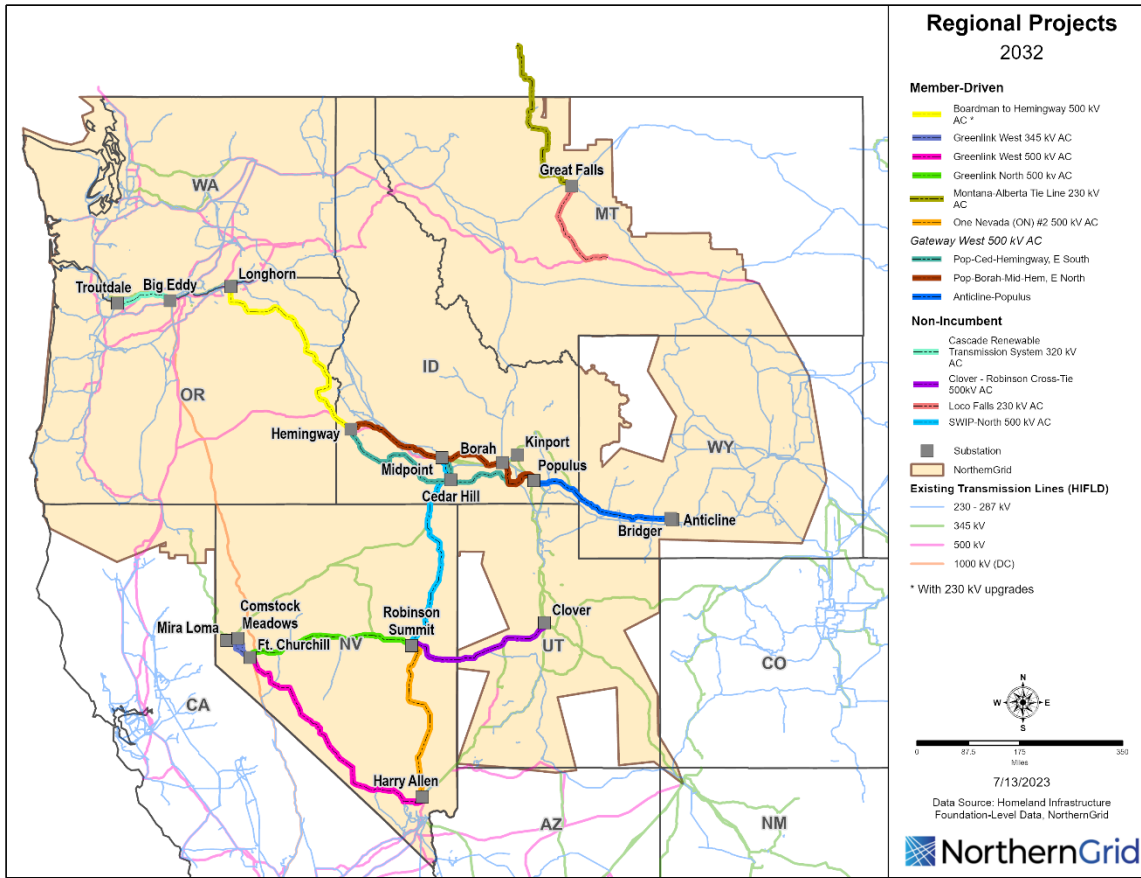 Regional Projects
2032
Member-Driven
Boardman to Hemingway 500 kV
AC *
Greenlink West 345 kV AC
Greenlink West 500 kV AC
Greenlink North 500 kv AC
Montana-Alberta Tie Line 230 kV
AC
One Nevada (ON) #2 500 kV AC
Gateway West 500 kV AC
Pop-Ced-Hemingway, E South
Pop-Borah-Mid-Hem, E North
Anticline-Populus
Non-Incumbent
Cascade Renewable
Transmission System 320 kV
AC
Clover - Robinson Cross-Tie
500kV AC
Loco Falls 230 kV AC
SWIP-North 500 kV AC
Substation
NorthernGrid
Existing Transmission Lines (HIFLD)
230 - 287 kV
345 kV
500 kV
1000 kV (DC)
* With 230 kV upgrades
N
W
E
S
0
87.5
175
350
Miles
7/13/2023
Data Source: Homeland Infrastructure
Foundation-Level Data, NorthernGrid
NorthernGrid
Great Falls
WA
MT
Longhorn
Big Eddy
Troutdale
ID
OR
Hemingway
Borah
Kinport
WY
Midpoint
Populus
Cedar Hill
Anticline
Bridger
Comstock
Meadows
Mira Loma
Ft. Churchill
NV
Robinson
Summit
Clover
UT
CO
CA
Harry Allen
AZ
NM